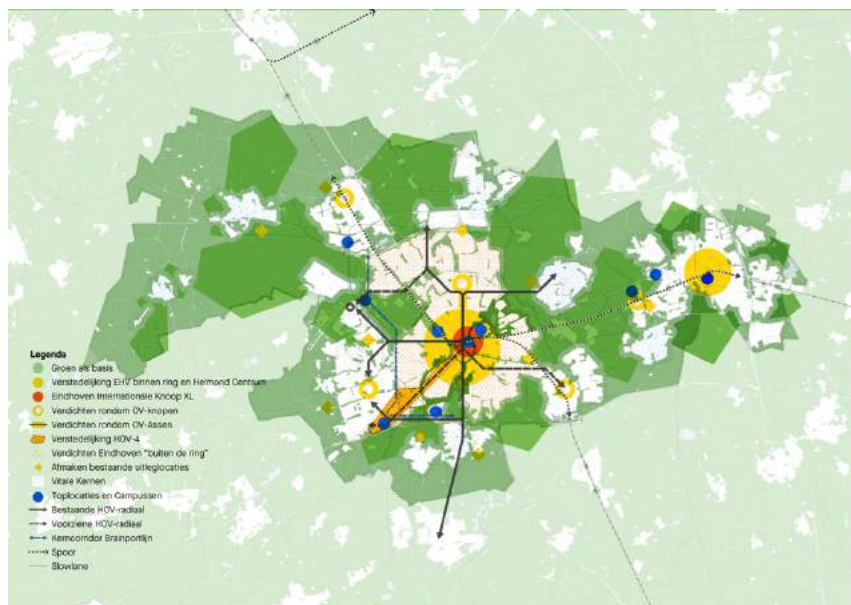 Legenda
Groen als basis
Verstedelijking EHV binnen ring en Helmond Centrum
Eindhoven Internationale Knoop XL
Verdichten rondom OV-knopen
Verdichten rondom OV-Assen
Verstedelijking HOV-4
Verdichten Eindhoven "buiten de ring"
Afmaken bestaande uitleglocaties
Vitale Kernen
Toplocaties en Campussen
Bestaande HOV-radiaal
Voorziene HOV-radiaal
Kerncorridor Brainportlijn
Spoor
Slowlane